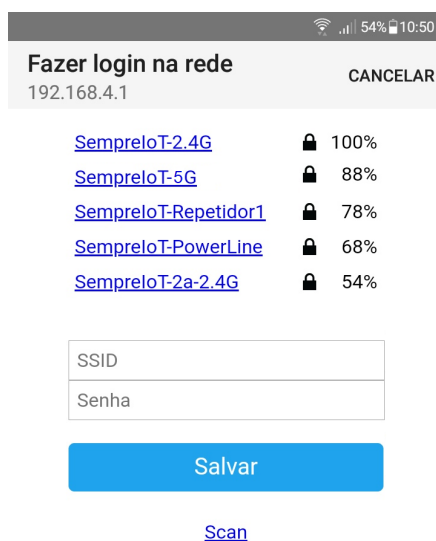 54% 10:50
Fazer login na rede
192.168.4.1
CANCELAR
SempreIoT-2.4G 100%
SempreIoT-5G 88%
SempreIoT-Repetidor1 78%
SempreIoT-PowerLine 68%
SempreIoT-2a-2.4G 54%
SSID
Senha
Salvar
Scan